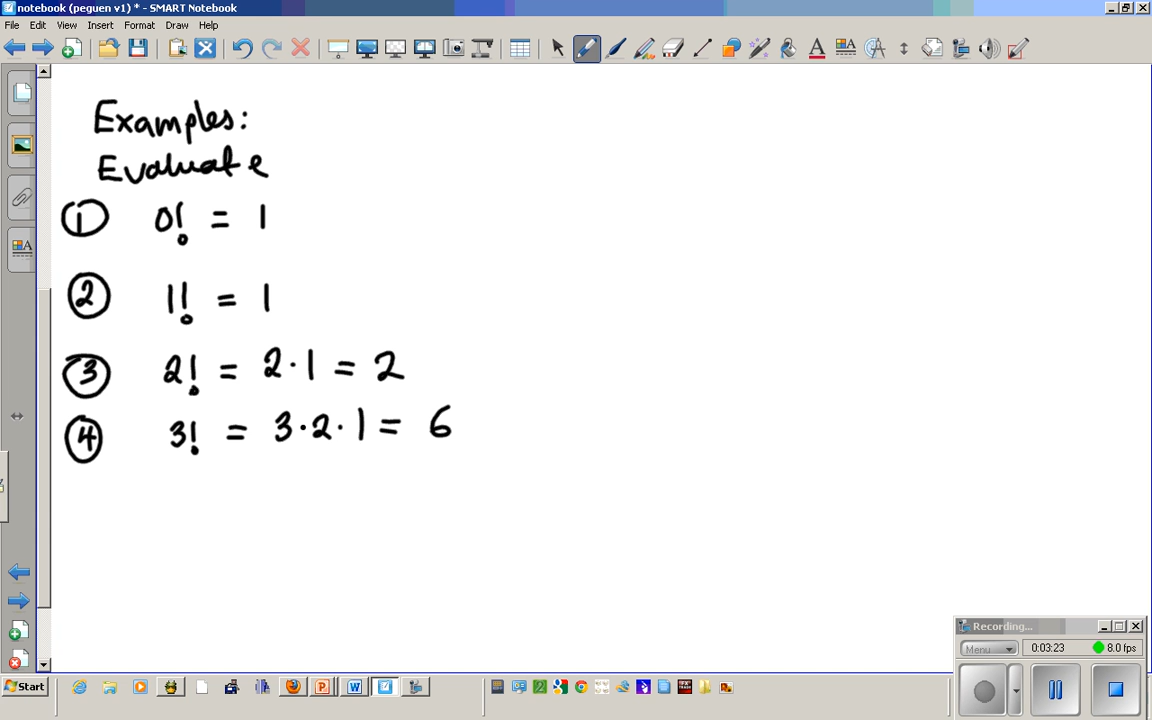 notebook (peguen v1) * - SMART Notebook
File Edit View Insert Format Draw Help
Examples:
Evaluate
① 0! = 1
② 1! = 1
③ 2! = 2·1 = 2
④ 3! = 3·2·1 = 6
Recording...
Menu 0:03:23 8.0 fps
Start